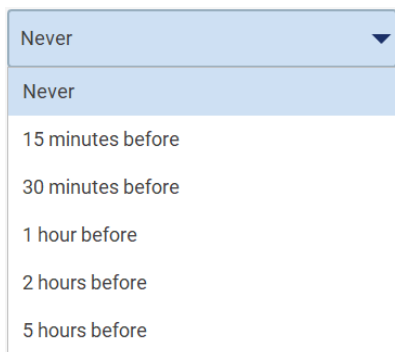 Never
Never
15 minutes before
30 minutes before
1 hour before
2 hours before
5 hours before